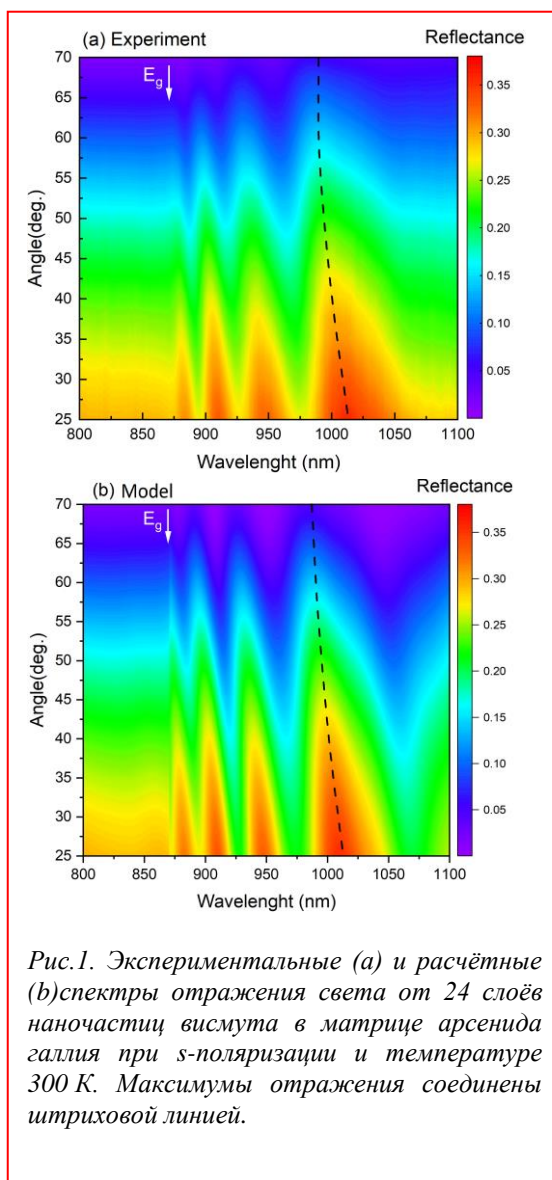 (a) Experiment
Reflectance
E_g
70
65
60
55
50
45
40
35
30
25
Angle(deg.)
800 850 900 950 1000 1050 1100
Wavelenght (nm)
0.35
0.30
0.25
0.20
0.15
0.10
0.05
(b) Model
Reflectance
E_g
70
65
60
55
50
45
40
35
30
25
Angle(deg.)
800 850 900 950 1000 1050 1100
Wavelenght (nm)
0.35
0.30
0.25
0.20
0.15
0.10
0.05
Рис.1. Экспериментальные (a) и расчётные
(b)спектры отражения света от 24 слоёв
наночастиц висмута в матрице арсенида
галлия при s-поляризации и температуре
300 К. Максимумы отражения соединены
штриховой линией.